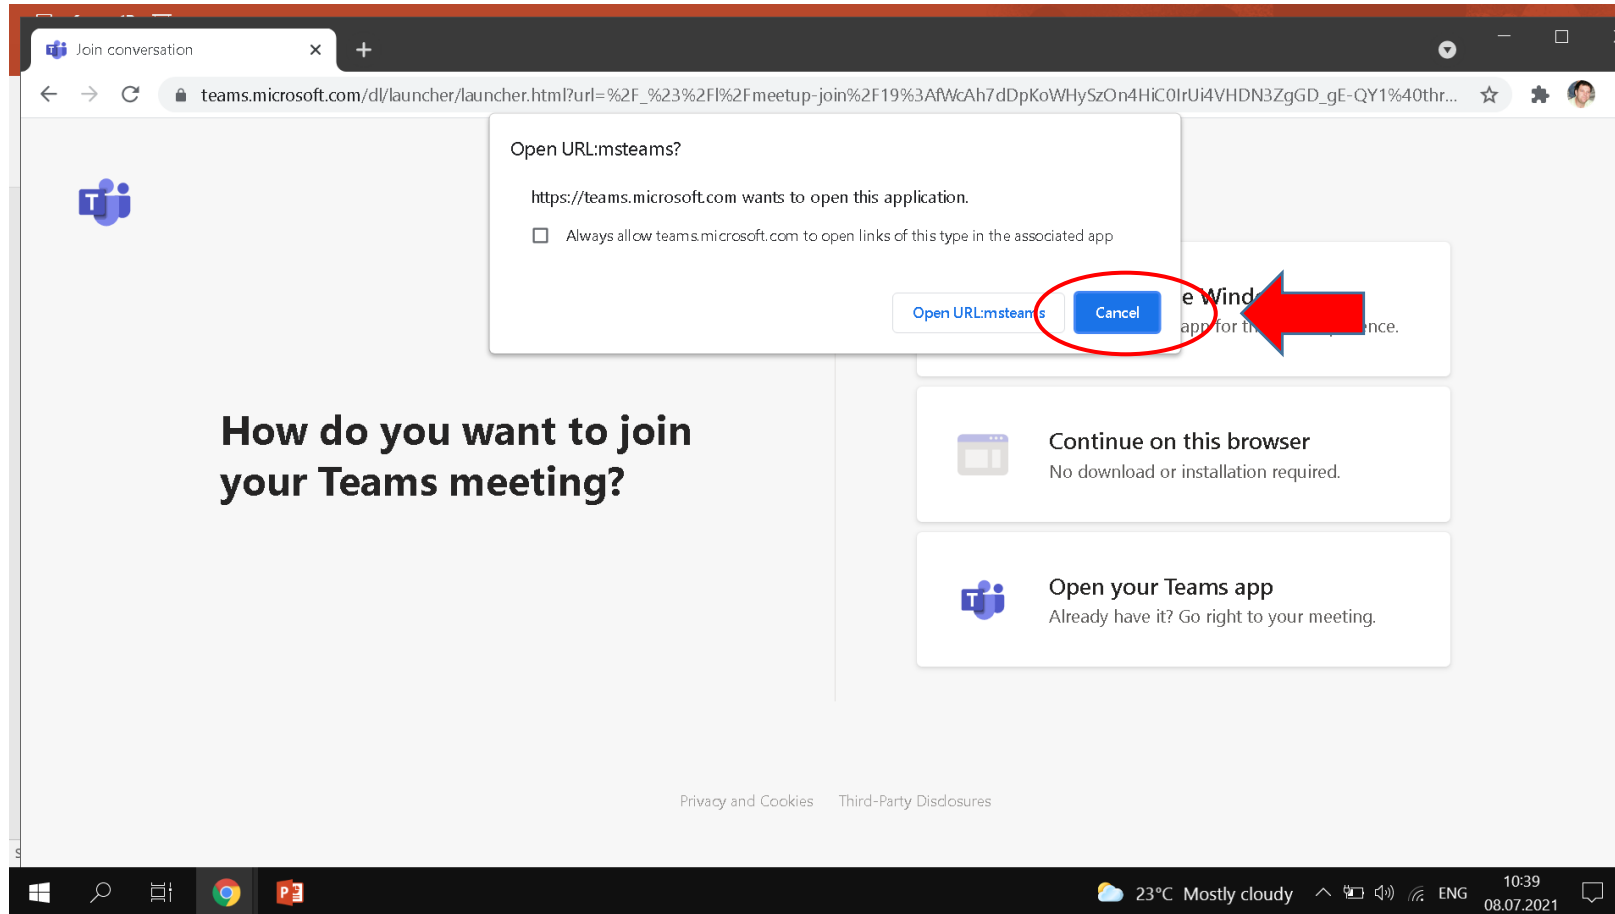 Join conversation
teams.microsoft.com/dl/launcher/launcher.html?url=%2F_%23%2Fl%2Fmeetup-join%2F19%3AfWcAh7dDpKoWHySzOn4HiC0IrUi4VHDN3ZgGD_gE-QY1%40thr...
Open URL:msteams?
https://teams.microsoft.com wants to open this application.
Always allow teams.microsoft.com to open links of this type in the associated app
Open URL:msteams
Cancel
How do you want to join
your Teams meeting?
app for
Continue on this browser
No download or installation required.
Open your Teams app
Already have it? Go right to your meeting.
Privacy and Cookies
Third-Party Disclosures
23°C Mostly cloudy
ENG
10:39
08.07.2021